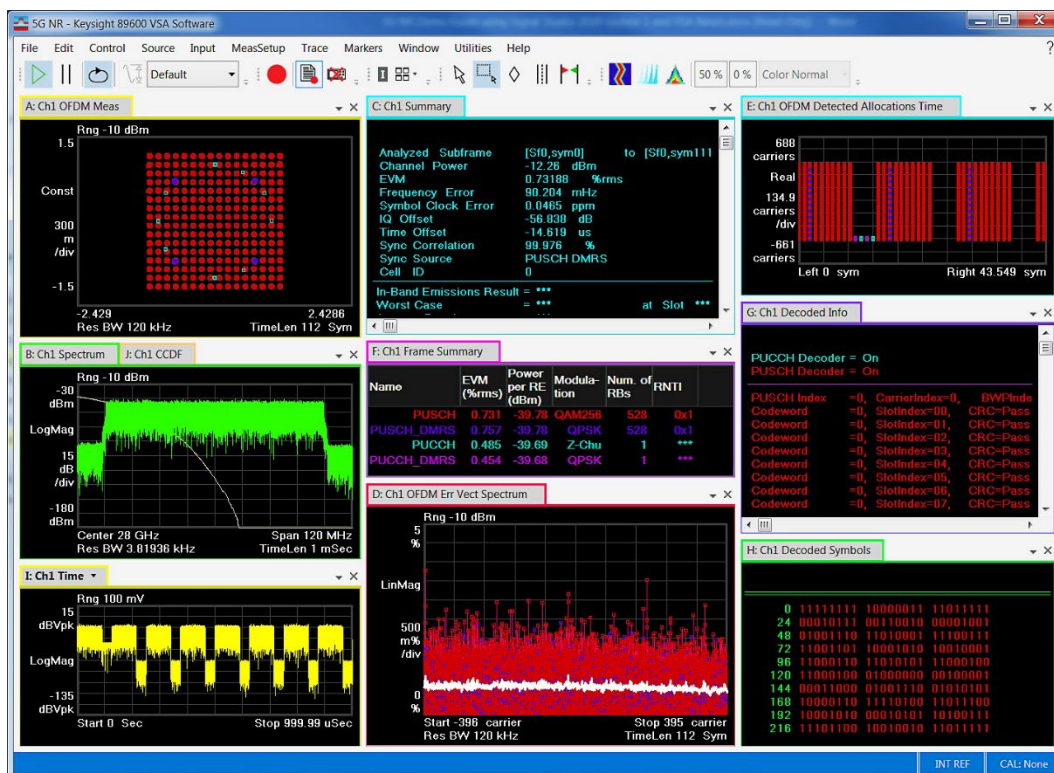 5G NR - Keysight 89600 VSA Software
File Edit Control Source Input MeasSetup Trace Markers Window Utilities Help ?
Default 50 % 0 % Color Normal
A: Ch1 OFDM Meas
Rng -10 dBm
1.5
Const
300
m
/div
-1.5
-2.429 2.4286
Res BW 120 kHz TimeLen 112 Sym
B: Ch1 Spectrum J: Ch1 CCDF
Rng -10 dBm
-30
dBm
LogMag
15
dB
/div
-180
dBm
Center 28 GHz Span 120 MHz
Res BW 3.81936 kHz TimeLen 1 mSec
I: Ch1 Time
Rng 100 mV
15
dBVpk
LogMag
-135
dBVpk
Start 0 Sec Stop 999.99 uSec
C: Ch1 Summary
Analyzed Subframe [Sf0,sym0] to [Sf0,sym111
Channel Power -12.26 dBm
EVM 0.73188 %rms
Frequency Error 90.204 mHz
Symbol Clock Error 0.0465 ppm
IQ Offset -56.838 dB
Time Offset -14.619 us
Sync Correlation 99.976 %
Sync Source PUSCH DMRS
Cell ID 0
In-Band Emissions Result = ***
Worst Case = *** at Slot ***
F: Ch1 Frame Summary
Name EVM (%rms) Power per RE (dBm) Modula-tion Num. of RBs RNTI
PUSCH 0.731 -39.78 QAM256 528 0x1
PUSCH_DMRS 0.757 -39.78 QPSK 528 0x1
PUCCH 0.485 -39.69 Z-Chu 1 ***
PUCCH_DMRS 0.454 -39.68 QPSK 1 ***
D: Ch1 OFDM Err Vect Spectrum
Rng -10 dBm
5
%
LinMag
500
m%
/div
0
%
Start -396 carrier Stop 395 carrier
Res BW 120 kHz TimeLen 112 Sym
E: Ch1 OFDM Detected Allocations Time
688
carriers
Real
134.9
carriers
/div
-661
carriers
Left 0 sym Right 43.549 sym
G: Ch1 Decoded Info
PUCCH Decoder = On
PUSCH Decoder = On
PUSCH Index =0, CarrierIndex=0, BWPInde
Codeword =0, SlotIndex=00, CRC=Pass
Codeword =0, SlotIndex=01, CRC=Pass
Codeword =0, SlotIndex=02, CRC=Pass
Codeword =0, SlotIndex=03, CRC=Pass
Codeword =0, SlotIndex=04, CRC=Pass
Codeword =0, SlotIndex=05, CRC=Pass
Codeword =0, SlotIndex=06, CRC=Pass
Codeword =0, SlotIndex=07, CRC=Pass
H: Ch1 Decoded Symbols
0 11111111 10000011 11011111
24 00010111 00110010 00001001
48 01001110 11010001 11100111
72 11001101 10001010 10010001
96 11000110 11010101 11000100
120 11000100 00000000 00100001
144 00011000 01001110 01010101
168 10000110 11110100 11011101
192 10001010 00010101 10100111
216 11101100 10010010 01011101
INT REF CAL: None